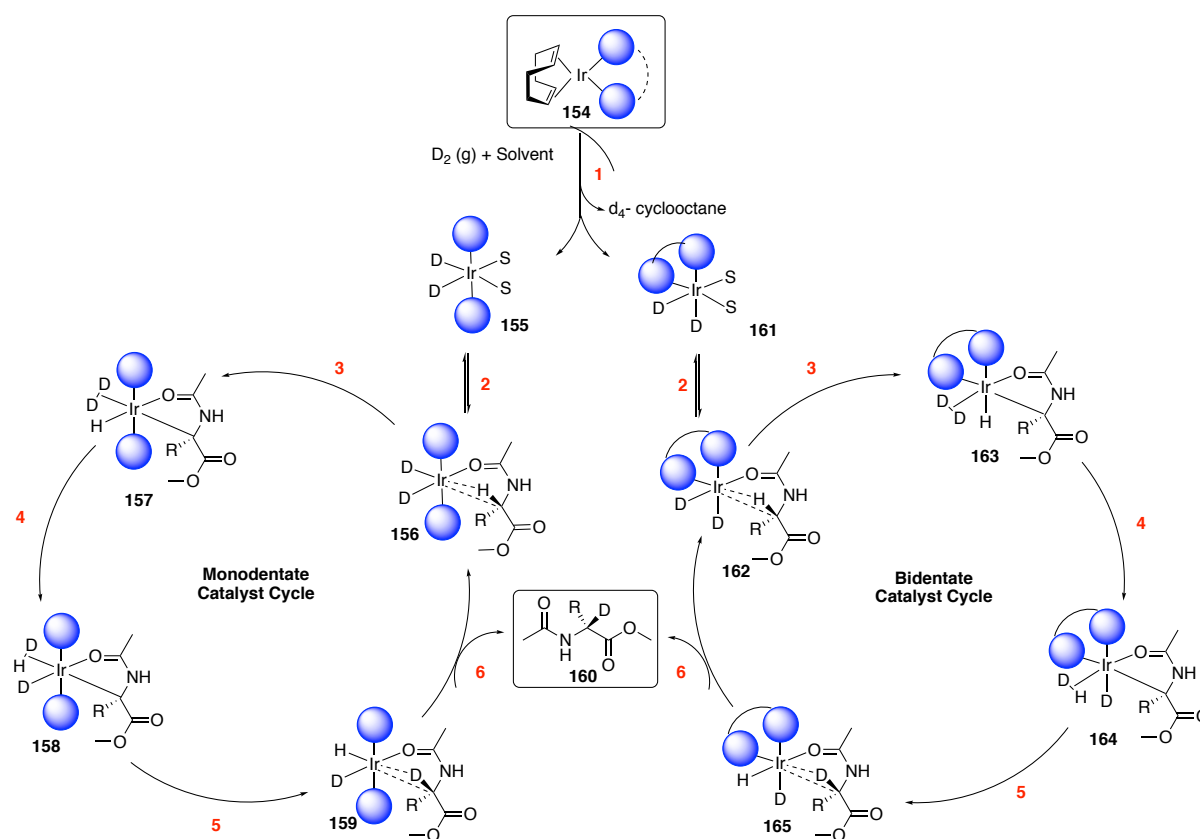 Ir
154
D2 (g) + Solvent
1
d4- cyclooctane
D
D
Ir
S
S
155
Ir
S
S
D
D
161
3
2
2
3
D
D
H
Ir
O
NH
R
O
O
157
D
D
Ir
O
H
NH
R
O
O
156
Ir
O
H
NH
D
D
R
O
O
162
Ir
O
D
D
H
NH
R
O
O
163
4
4
Monodentate
Catalyst Cycle
Bidentate
Catalyst Cycle
D
H
D
Ir
O
NH
R
O
O
158
O
R
D
N
H
O
O
160
6
6
Ir
O
D
H
D
NH
R
O
O
164
H
D
Ir
O
D
NH
R
O
O
159
Ir
O
H
D
D
NH
R
O
O
165
5
5